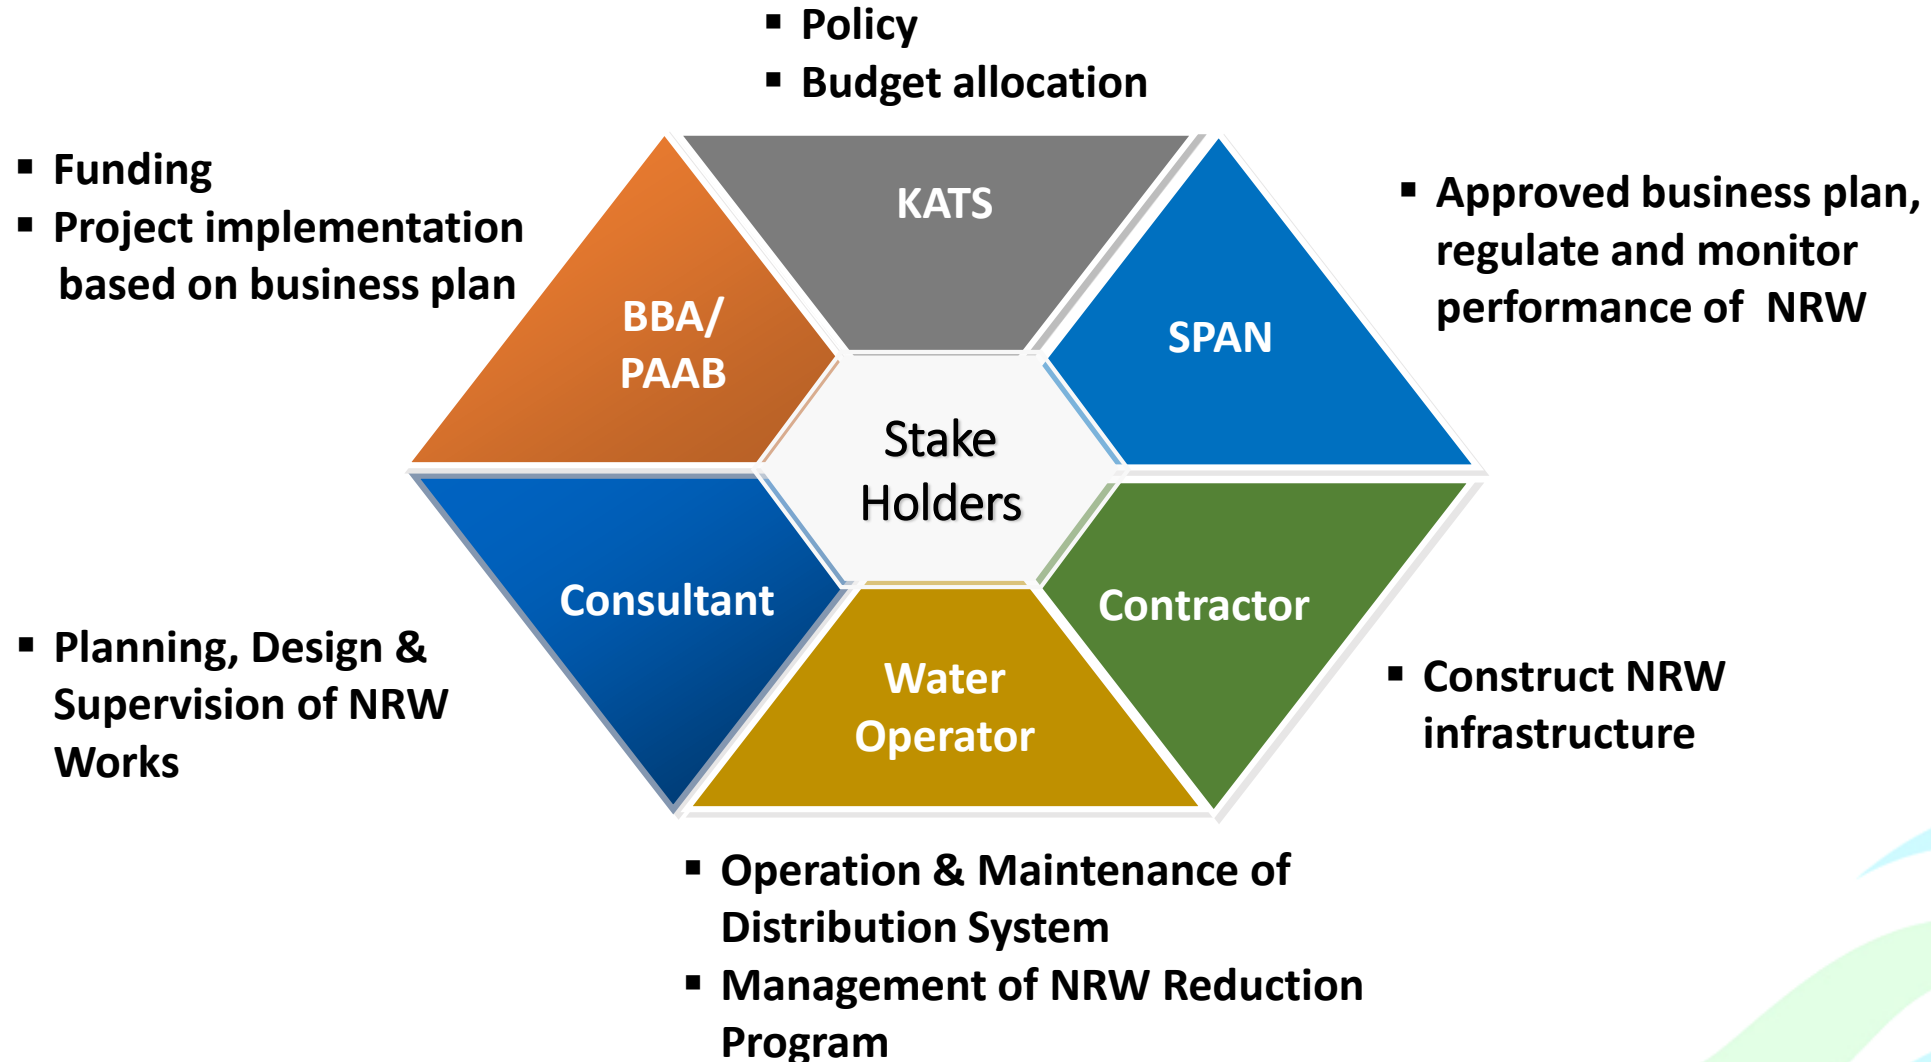 ▪ Policy
▪ Budget allocation
▪ Funding
▪ Project implementation
based on business plan
KATS
▪ Approved business plan,
regulate and monitor
performance of NRW
BBA/
PAAB
SPAN
Stake
Holders
Consultant
Contractor
Water
Operator
▪ Planning, Design &
Supervision of NRW
Works
▪ Construct NRW
infrastructure
▪ Operation & Maintenance of
Distribution System
▪ Management of NRW Reduction
Program